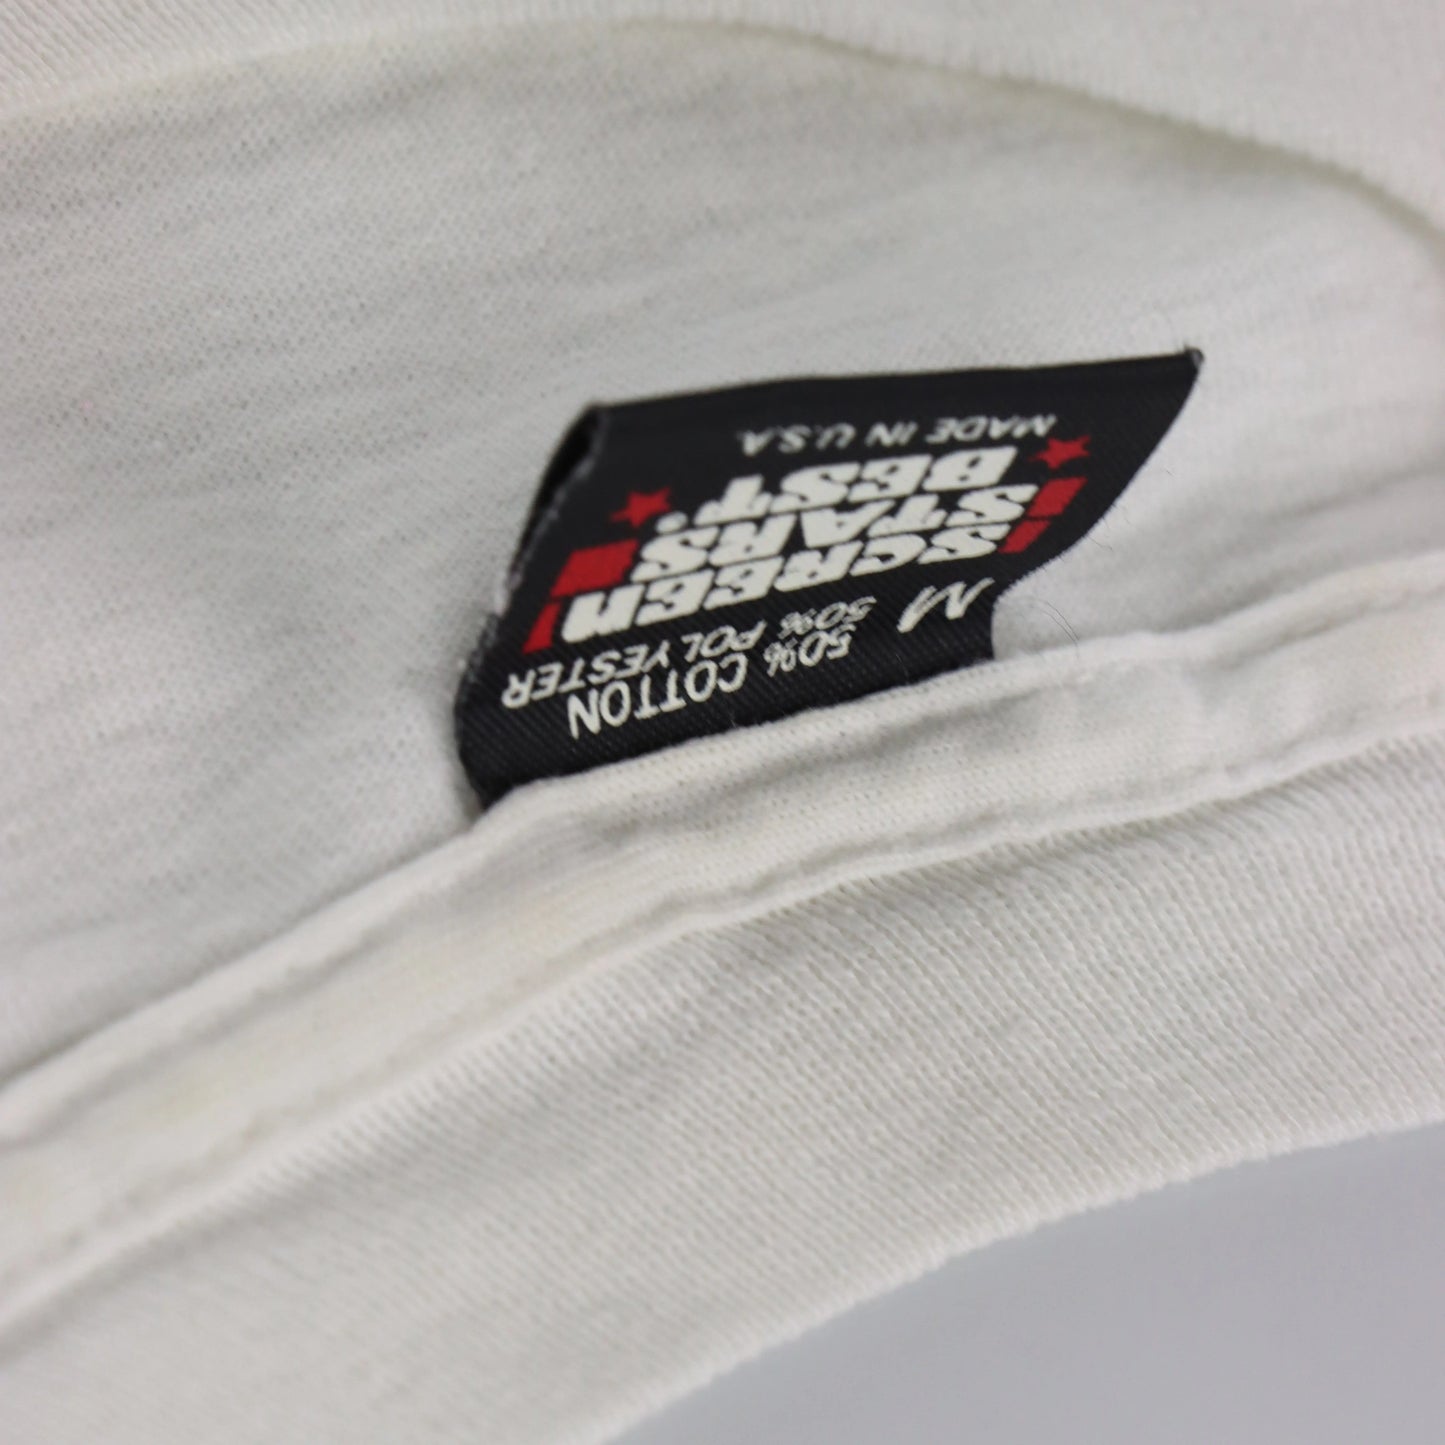 50% COTTON
50% POLYESTER
M
SCREEN
STARS®
BEST
MADE IN U.S.A.